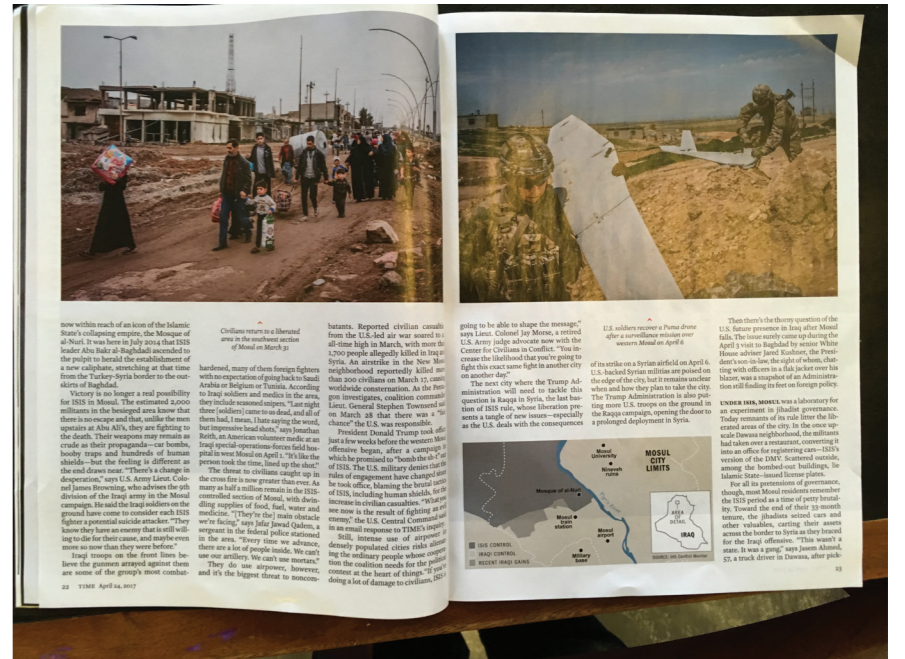 now within reach of an icon of the Islamic
State's collapsing empire, the Mosque of
al-Nuri. It was here in July 2014 that ISIS
leader Abu Bakr al-Baghdadi ascended to
the pulpit to herald the establishment of
a new caliphate, stretching at that time
from the Turkey-Syria border to the out-
skirts of Baghdad.
Victory is no longer a real possibility
for ISIS in Mosul. The estimated 2,000
militants in the besieged area know that
there is no escape and that, unlike the men
upstairs at Abu Ali's, they are fighting to
the death. Their weapons may remain as
crude as their propaganda—car bombs,
booby traps and hundreds of human
shields—but the feeling is different as
the end draws near. "There's a change in
desperation," says U.S. Army Lieut. Colo-
nel James Browning, who advises the 9th
division of the Iraqi army in the Mosul
campaign. He said the Iraqi soldiers on the
ground have come to consider each ISIS
fighter a potential suicide attacker. "They
know they have an enemy that is still will-
ing to die for their cause, and maybe even
more so now than they were before."
Iraqi troops on the front lines be-
lieve the gunmen arrayed against them
are some of the group's most combat-
^
Civilians return to a liberated
area in the southwest section
of Mosul on March 31
hardened, many of them foreign fighters
with no expectation of going back to Saudi
Arabia or Belgium or Tunisia. According
to Iraqi soldiers and medics in the area,
they include seasoned snipers. "Last night
three [soldiers] came to us dead, and all of
them had, I mean, I hate saying the word,
but impressive head shots," says Jonathan
Reith, an American volunteer medic at an
Iraqi special-operations-forces field hos-
pital in west Mosul on April 1. "It's like the
person took the time, lined up the shot."
The threat to civilians caught up in
the cross fire is now greater than ever. As
many as half a million remain in the ISIS-
controlled section of Mosul, with dwin-
dling supplies of food, fuel, water and
medicine. "[They're the] main obstacle
we're facing," says Jafar Jawad Qadem, a
sergeant in the federal police stationed
in the area. "Every time we advance,
there are a lot of people inside. We can't
use our artillery. We can't use mortars."
They do use airpower, however,
and it's the biggest threat to noncom-
batants. Reported civilian
from the U.S.-led air war soared to
all-time high in March, with more
1,700 people allegedly killed in Iraq
Syria. An airstrike in the New
neighborhood reportedly killed
than 200 civilians on March 17,
worldwide consternation. As the
gon investigates, coalition
Lieut. General Stephen Townsend
on March 28 that there was a
chance" the U.S. was responsible.
President Donald Trump took
just a few weeks before the western
offensive began, after a campaign
which he promised to "bomb the
of ISIS. The U.S. military denies that
rules of engagement have changed
he took office, blaming the brutal tactics
of ISIS, including human shields, for the
increase in civilian casualties. "What
see now is the result of fighting an evil
enemy," the U.S. Central Command said
in an email response to TIME's
Still, intense use of airpower in
densely populated cities risks
ing the ordinary people whose
tion the coalition needs for the political
contest at the heart of things. "If you're
doing a lot of damage to civilians, ISIS's
22 TIME April 24, 2017
going to be able to shape the message,"
says Lieut. Colonel Jay Morse, a retired
U.S. Army judge advocate now with the
Center for Civilians in Conflict. "You in-
crease the likelihood that you're going to
fight this exact same fight in another city
on another day."
The next city where the Trump Ad-
ministration will need to tackle this
question is Raqqa in Syria, the last bas-
tion of ISIS rule, whose liberation pre-
sents a tangle of new issues—especially
as the U.S. deals with the consequences
^
U.S. soldiers recover a Puma drone
after a surveillance mission over
western Mosul on April 6
of its strike on a Syrian airfield on April 6.
U.S.-backed Syrian militias are poised on
the edge of the city, but it remains unclear
when and how they plan to take the city.
The Trump Administration is also put-
ting more U.S. troops on the ground in
the Raqqa campaign, opening the door to
a prolonged deployment in Syria.
Mosul
University
Nineveh
ruins
MOSUL
CITY
LIMITS
Mosque of al-Nuri
Mosul
train
station
Mosul
airport
Military
base
AREA
OF
DETAIL
IRAQ
ISIS CONTROL
IRAQI CONTROL
RECENT IRAQI GAINS
Then there's the thorny question of the
U.S. future presence in Iraq after Mosul
falls. The issue surely came up during the
April 3 visit to Baghdad by senior White
House adviser Jared Kushner, the Presi-
dent's son-in-law, the sight of whom, chat-
ting with officers in a flak jacket over his
blazer, was a snapshot of an Administra-
tion still finding its feet on foreign policy.
UNDER ISIS, MOSUL was a laboratory for
an experiment in jihadist governance.
Today remnants of its rule litter the lib-
erated areas of the city. In the once up-
scale Dawasa neighborhood, the militants
had taken over a restaurant, converting it
into an office for registering cars—ISIS's
version of the DMV. Scattered outside,
among the bombed-out buildings, lie
Islamic State–issued license plates.
For all its pretensions of governance,
though, most Mosul residents remember
the ISIS period as a time of petty brutal-
ity. Toward the end of their 33-month
tenure, the jihadists seized cars and
other valuables, carting their assets
across the border to Syria as they braced
for the Iraqi offensive. "This wasn't a
state. It was a gang," says Jasem Ahmed,
57, a truck driver in Dawasa, after pick-
23